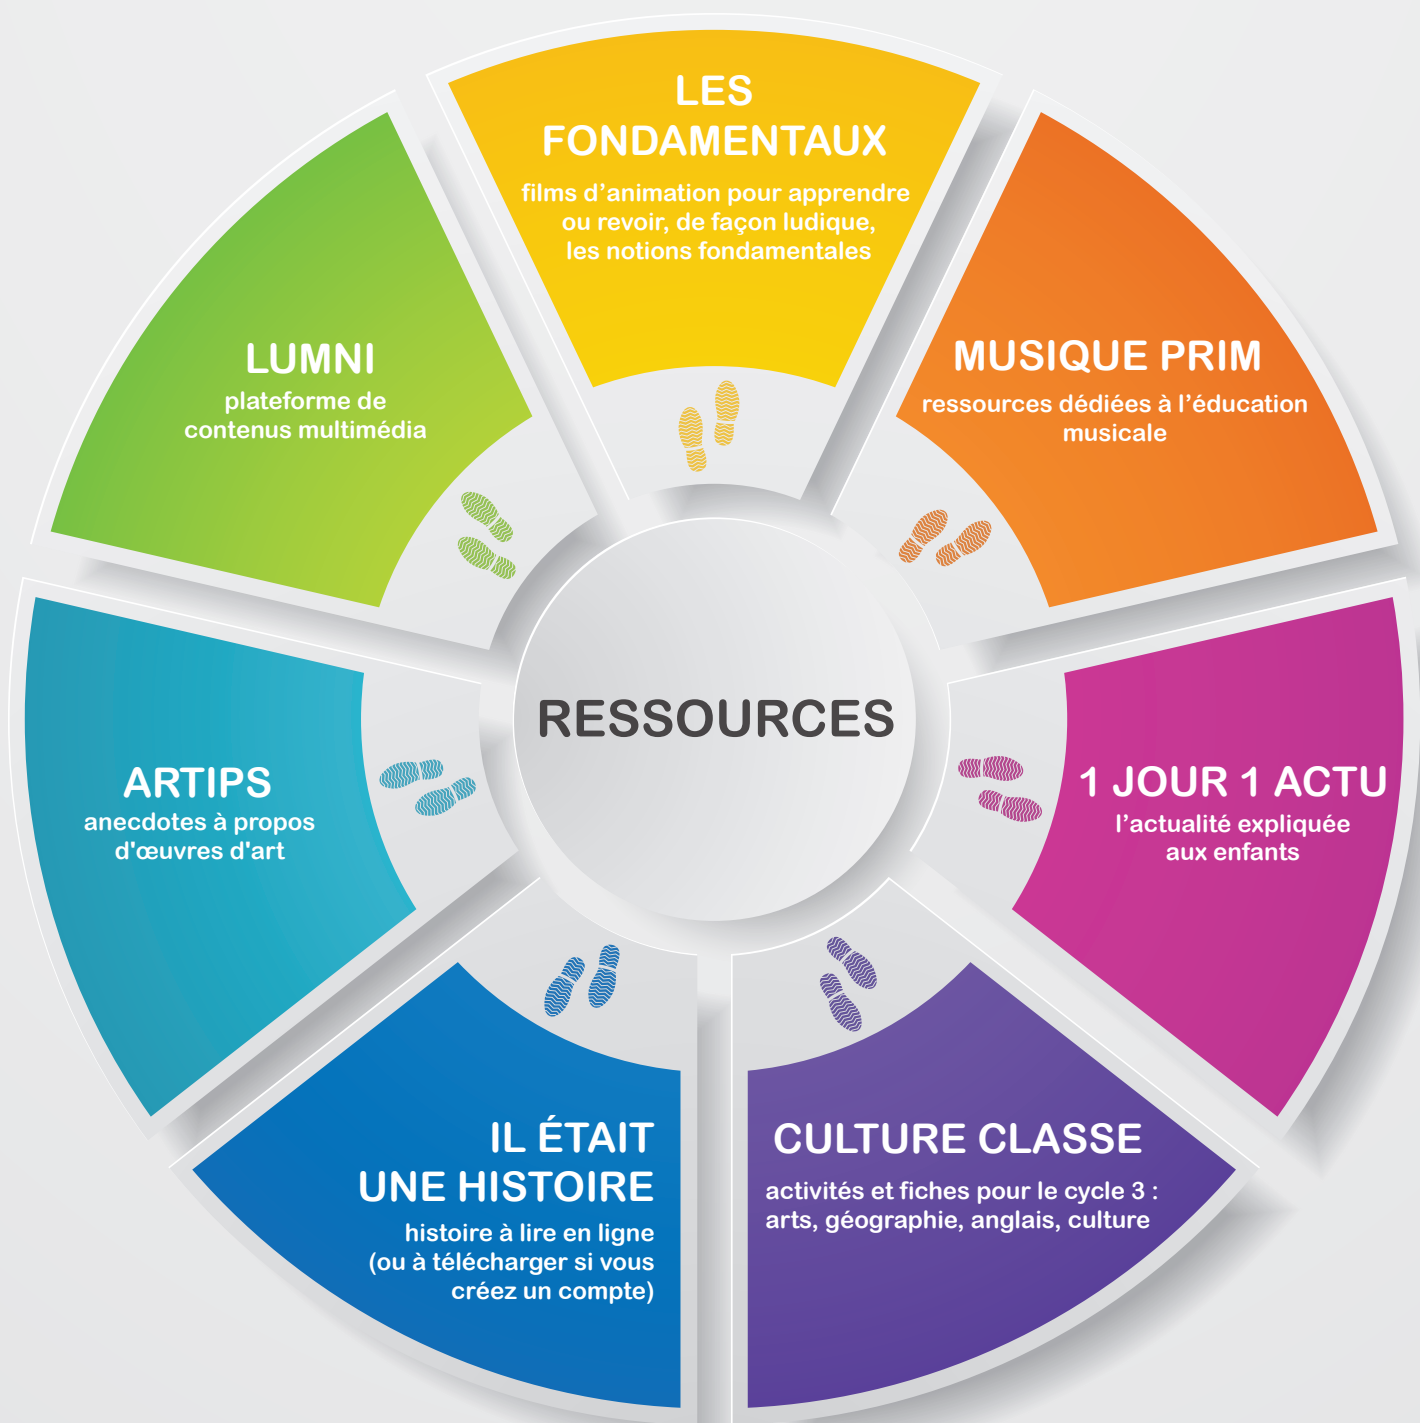 LES
FONDAMENTAUX
films d’animation pour apprendre
ou revoir, de façon ludique,
les notions fondamentales
MUSIQUE PRIM
ressources dédiées à l’éducation
musicale
1 JOUR 1 ACTU
l’actualité expliquée
aux enfants
CULTURE CLASSE
activités et fiches pour le cycle 3 :
arts, géographie, anglais, culture
IL ÉTAIT
UNE HISTOIRE
histoire à lire en ligne
(ou à télécharger si vous
créez un compte)
ARTIPS
anecdotes à propos
d'œuvres d'art
LUMNI
plateforme de
contenus multimédia
RESSOURCES